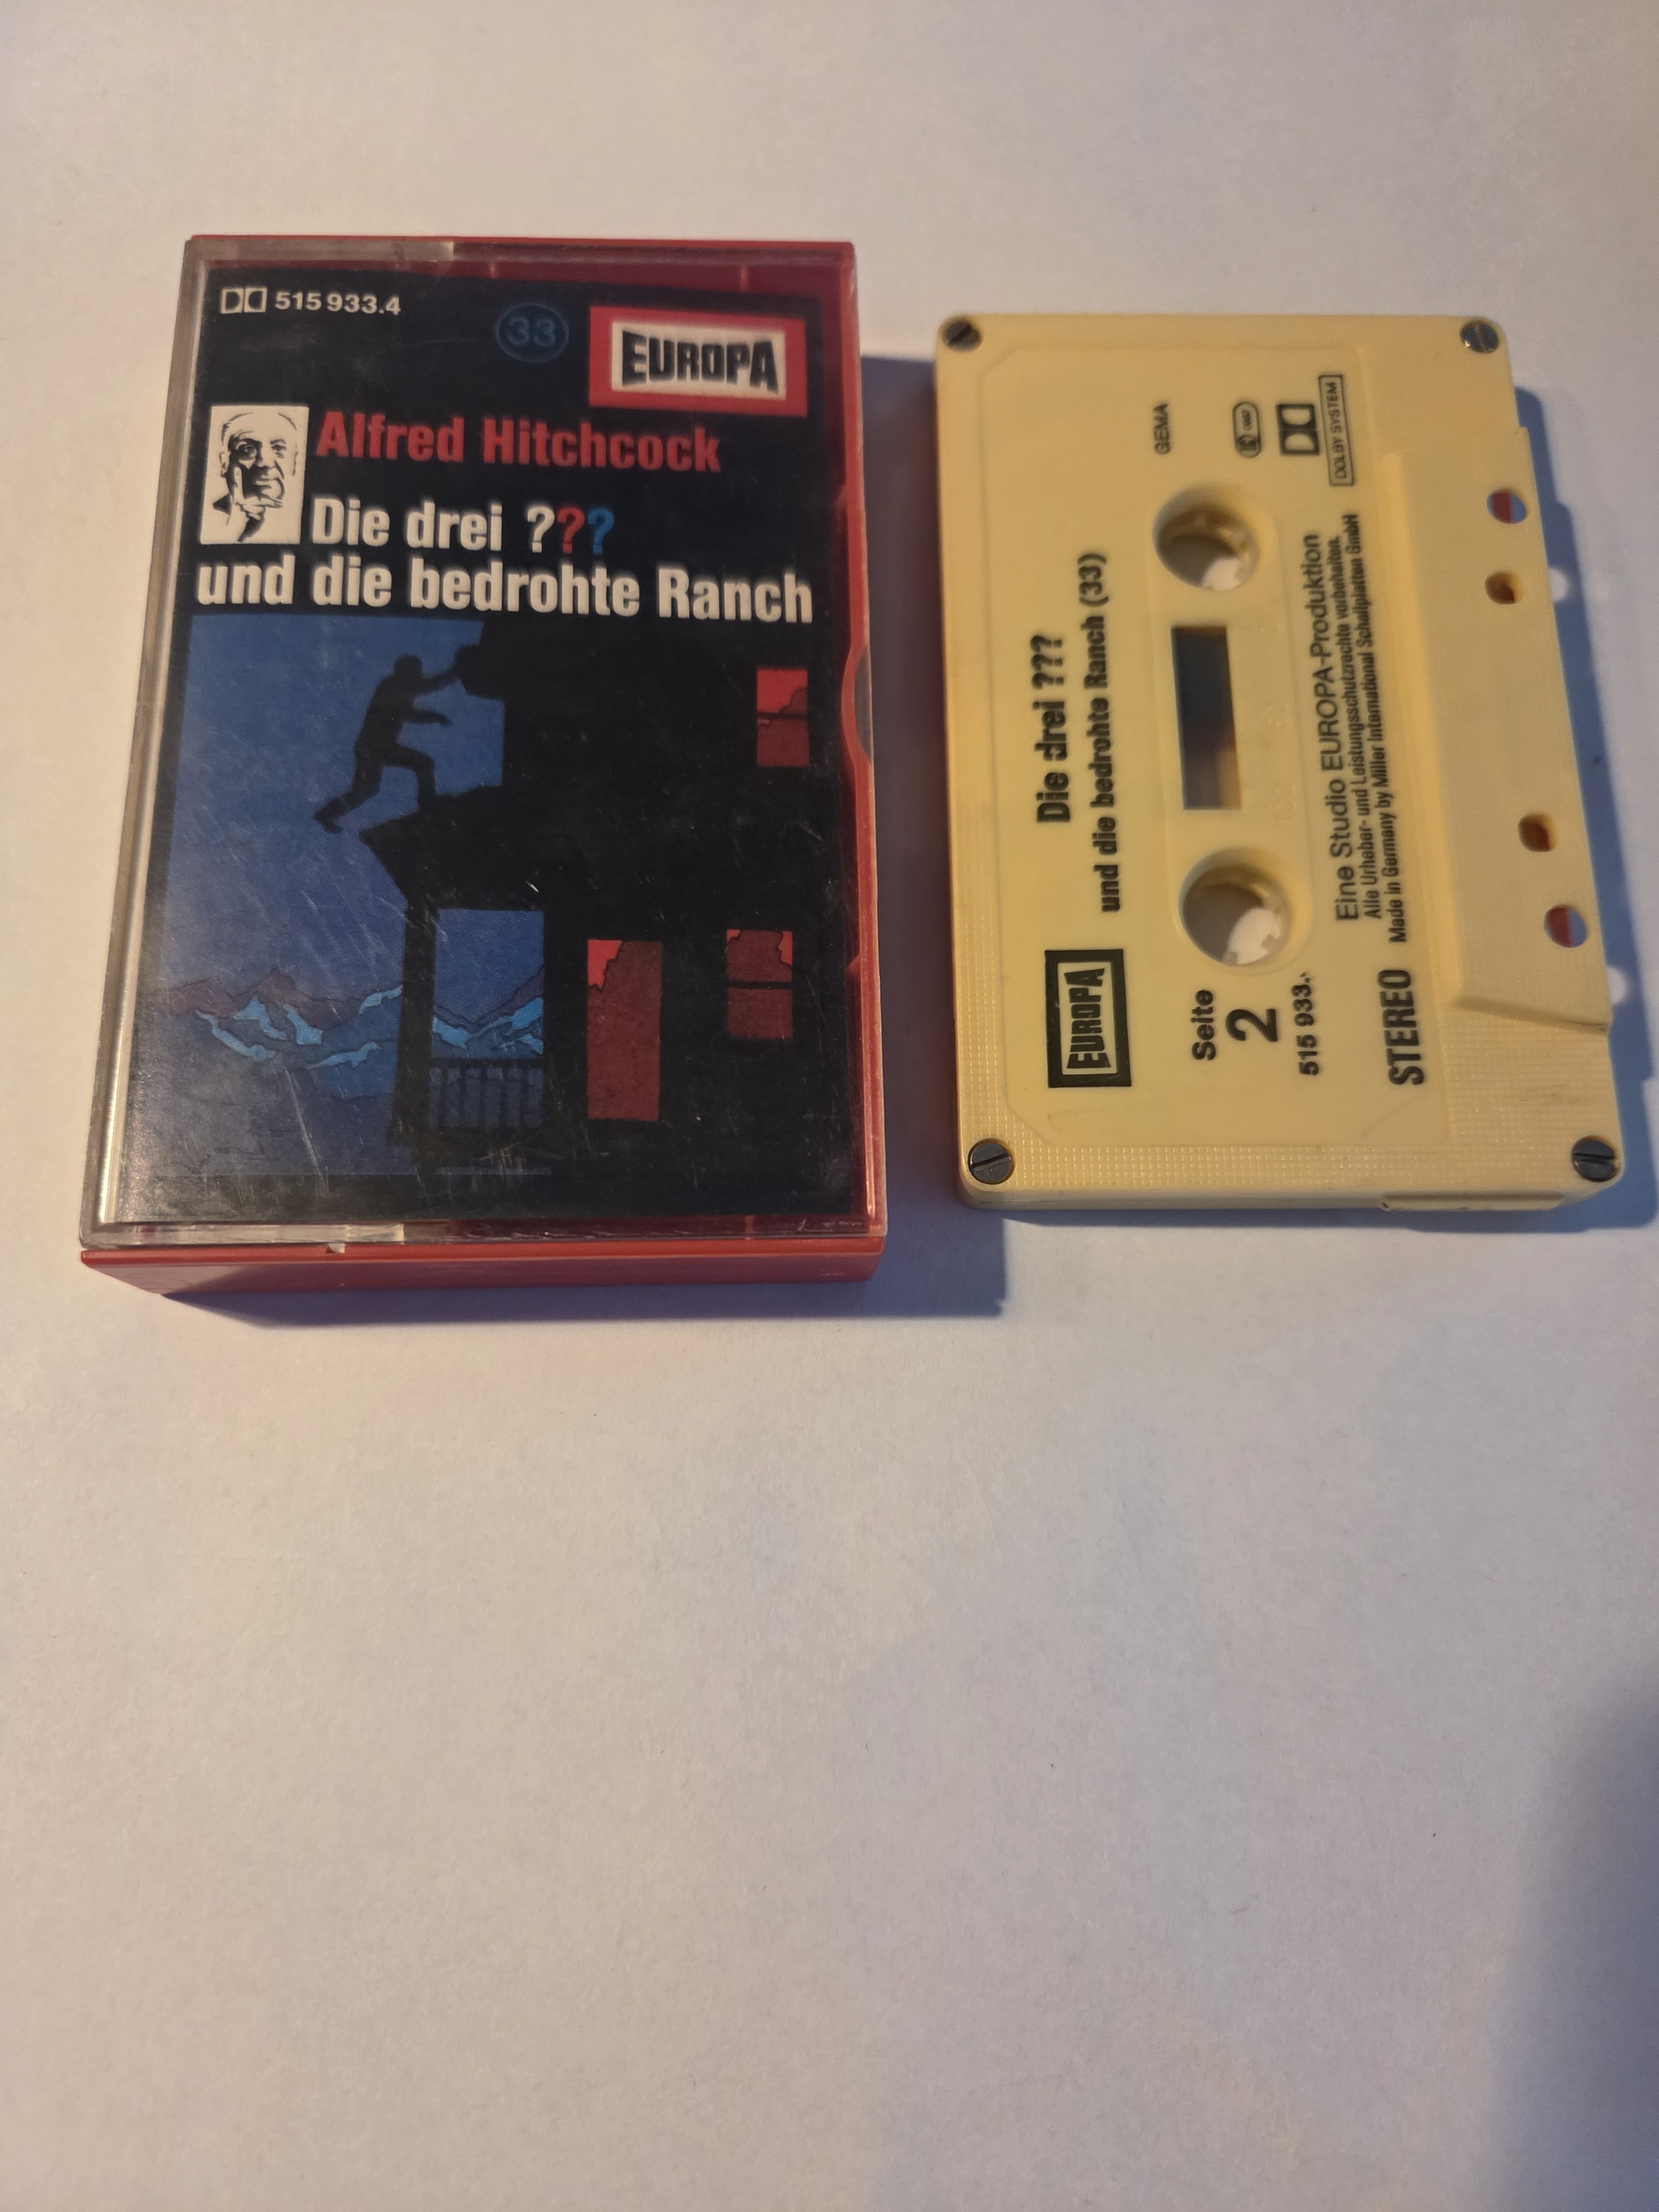 515 933.4
33
EUROPA
Alfred Hitchcock
Die drei ???
und die bedrohte Ranch
EUROPA
Die drei ???
und die bedrohte Ranch (33)
GEMA
Seite
2
515 933.
DOLBY SYSTEM
Eine Studio EUROPA-Produktion
Alle Urheber- und Leistungsschutzrechte vorbehalten.
STEREO
Made in Germany by Miller International Schallplatten GmbH